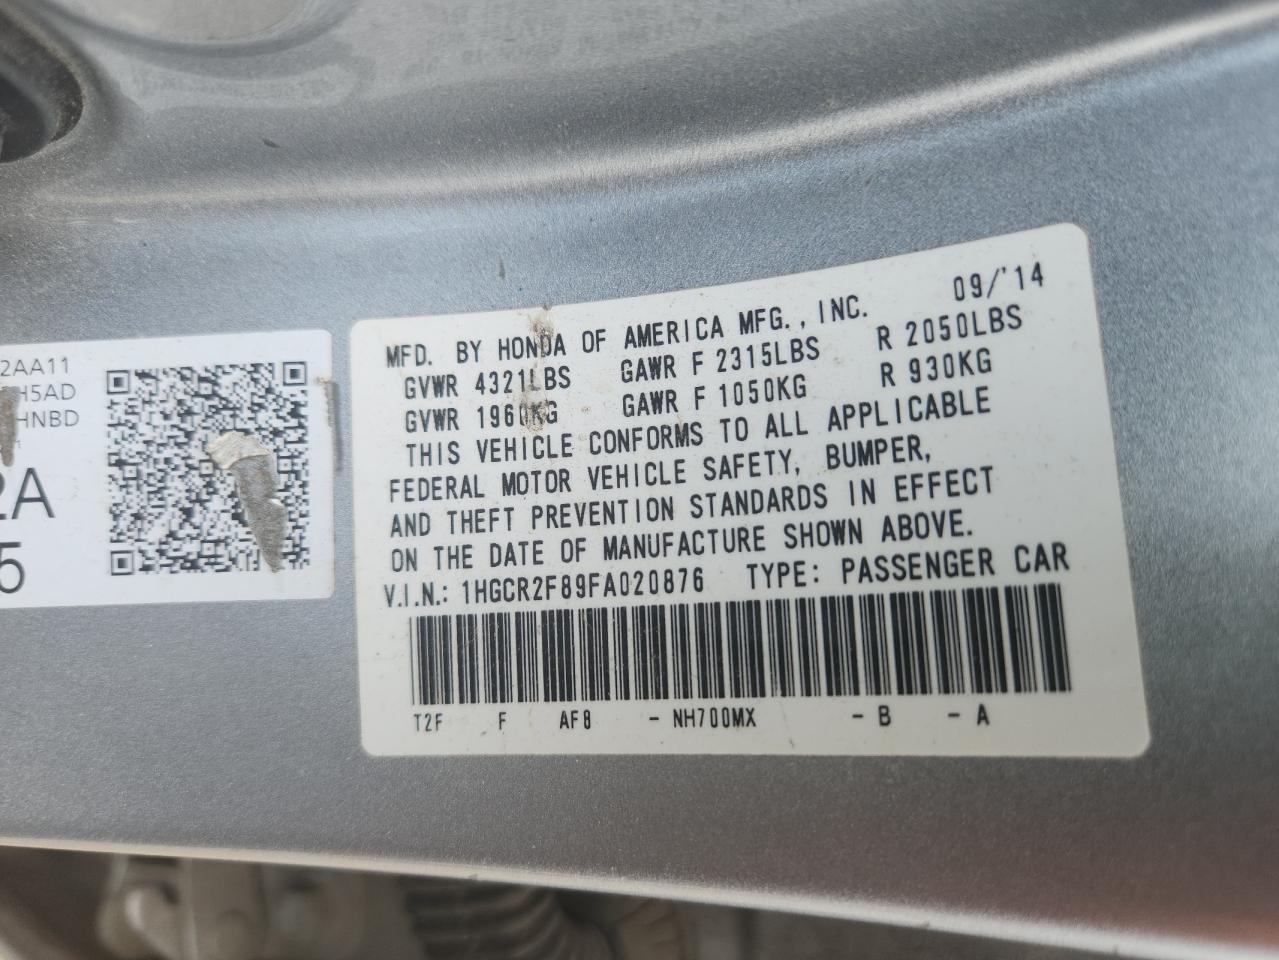 2AA11
H5AD
HNBD
2A
5
MFD. BY HONDA OF AMERICA MFG., INC. 09/'14
GVWR 4321LBS GAWR F 2315LBS R 2050LBS
GVWR 1960KG GAWR F 1050KG R 930KG
THIS VEHICLE CONFORMS TO ALL APPLICABLE
FEDERAL MOTOR VEHICLE SAFETY, BUMPER,
AND THEFT PREVENTION STANDARDS IN EFFECT
ON THE DATE OF MANUFACTURE SHOWN ABOVE.
V.I.N.: 1HGCR2F89FA020876 TYPE: PASSENGER CAR
T2F F AF8 - NH700MX - B - A